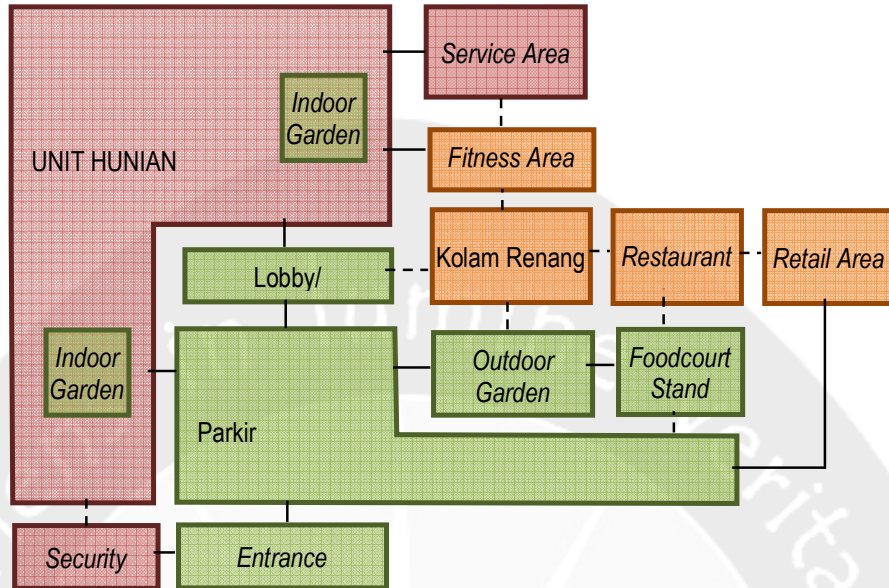 Service Area
Indoor
Garden
UNIT HUNIAN
Fitness Area
Kolam Renang
Restaurant
Retail Area
Lobby/
Indoor
Garden
Outdoor
Garden
Foodcourt
Stand
Parkir
Security
Entrance